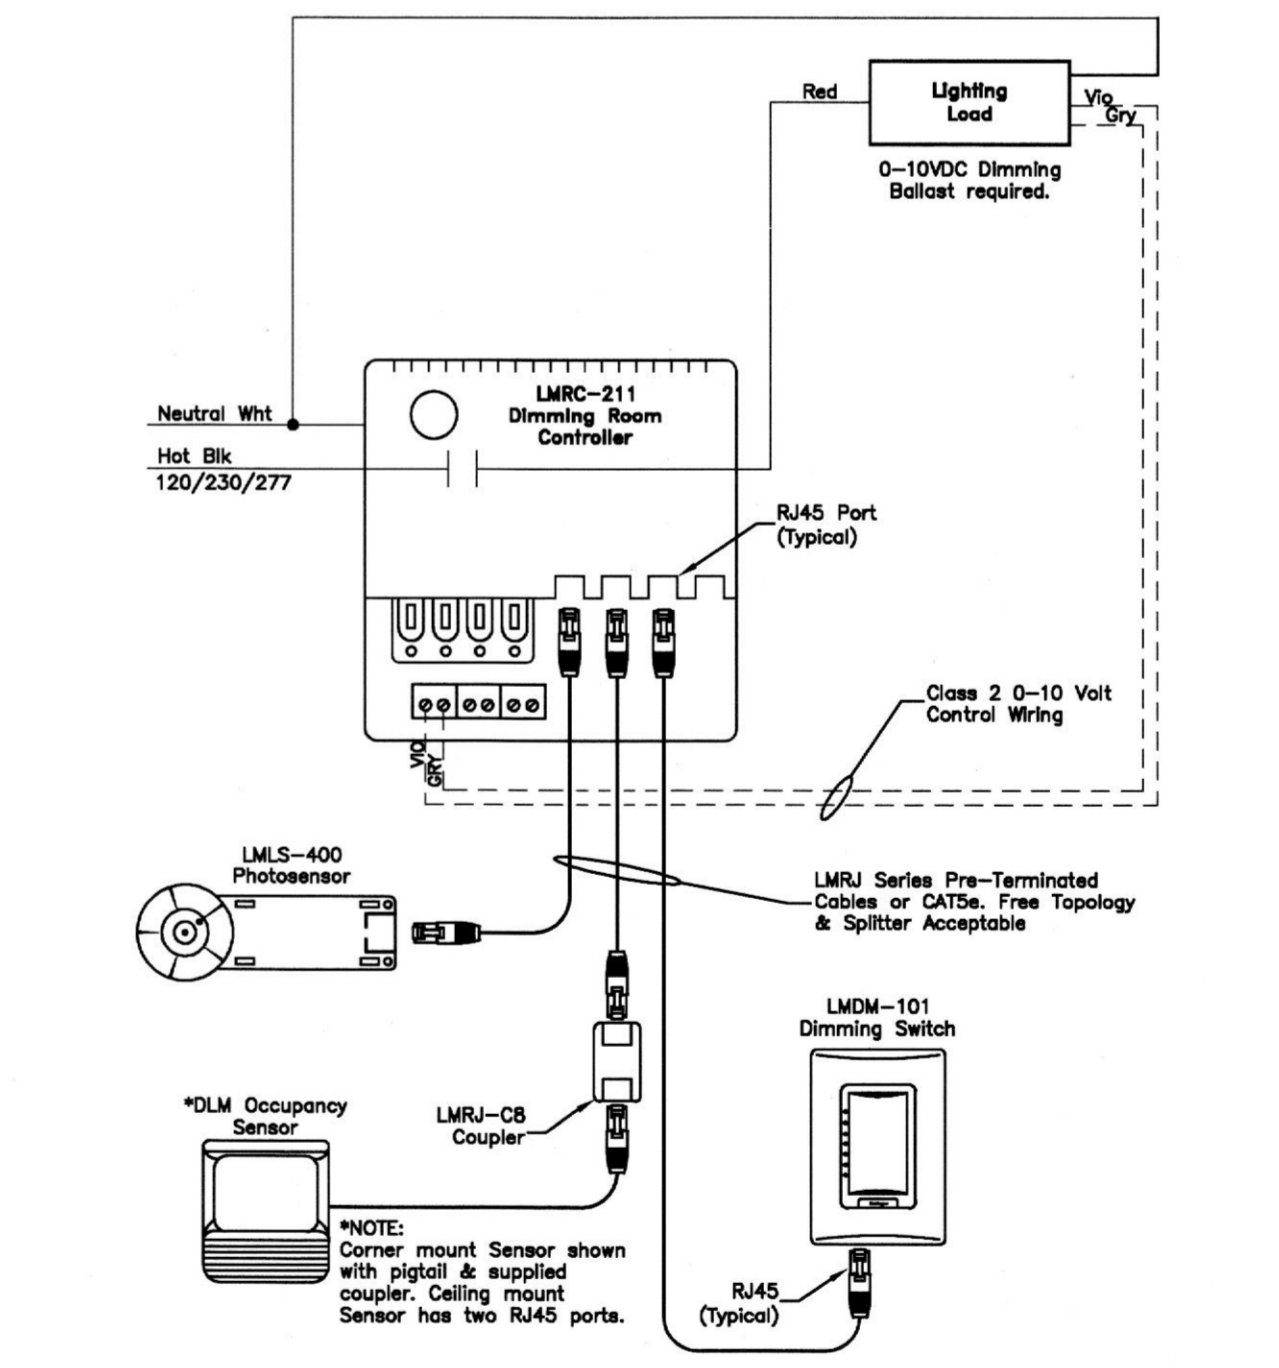 Red
Lighting
Load
Vio
Gry
0-10VDC Dimming
Ballast required.
LMRC-211
Dimming Room
Controller
Neutral Wht
Hot Blk
120/230/277
RJ45 Port
(Typical)
Class 2 0-10 Volt
Control Wiring
VIO
GRY
LMLS-400
Photosensor
LMRJ Series Pre-Terminated
Cables or CAT5e. Free Topology
& Splitter Acceptable
LMDM-101
Dimming Switch
*DLM Occupancy
Sensor
LMRJ-C8
Coupler
*NOTE:
Corner mount Sensor shown
with pigtail & supplied
coupler. Ceiling mount
Sensor has two RJ45 ports.
RJ45
(Typical)